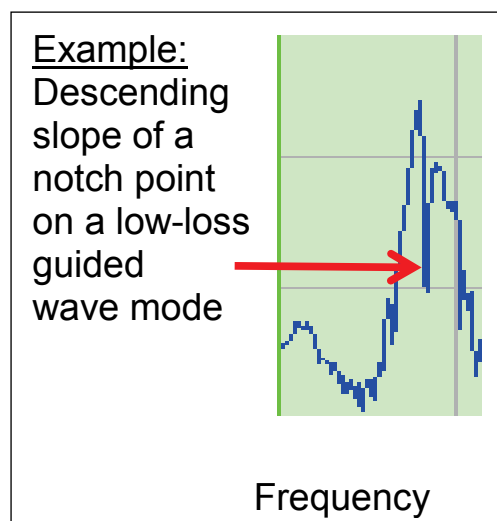 Example:
Descending
slope of a
notch point
on a low-loss
guided
wave mode
Frequency